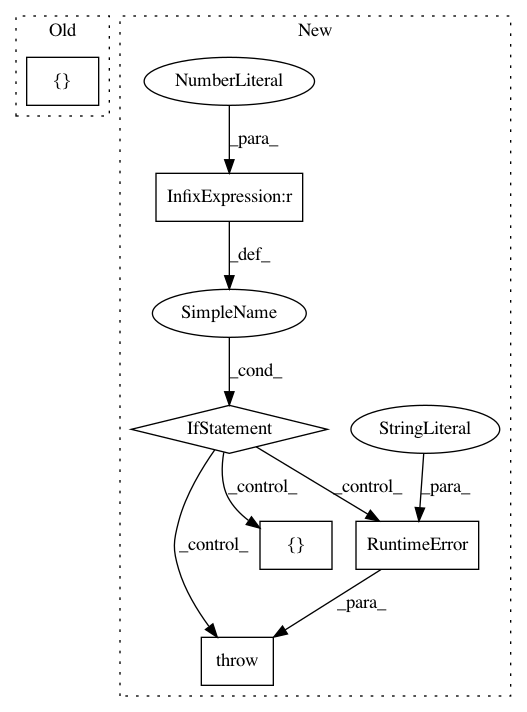 Old
New
{}
NumberLiteral
_para_
InfixExpression:r
_def_
SimpleName
_cond_
IfStatement
StringLiteral
_control_
_control_
_para_
_control_
{}
RuntimeError
_para_
throw